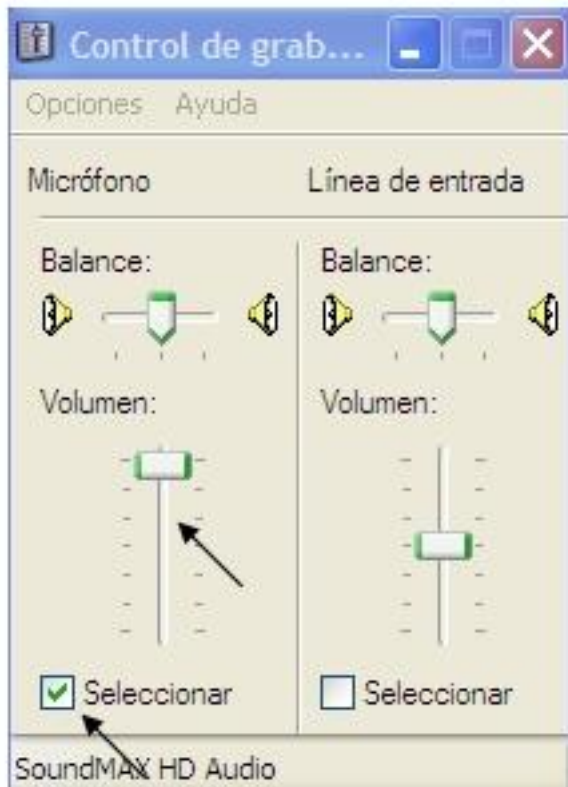 Control de grab...
Opciones Ayuda
Micrófono Línea de entrada
Balance: Balance:
Volumen: Volumen:
Seleccionar Seleccionar
SoundMAX HD Audio